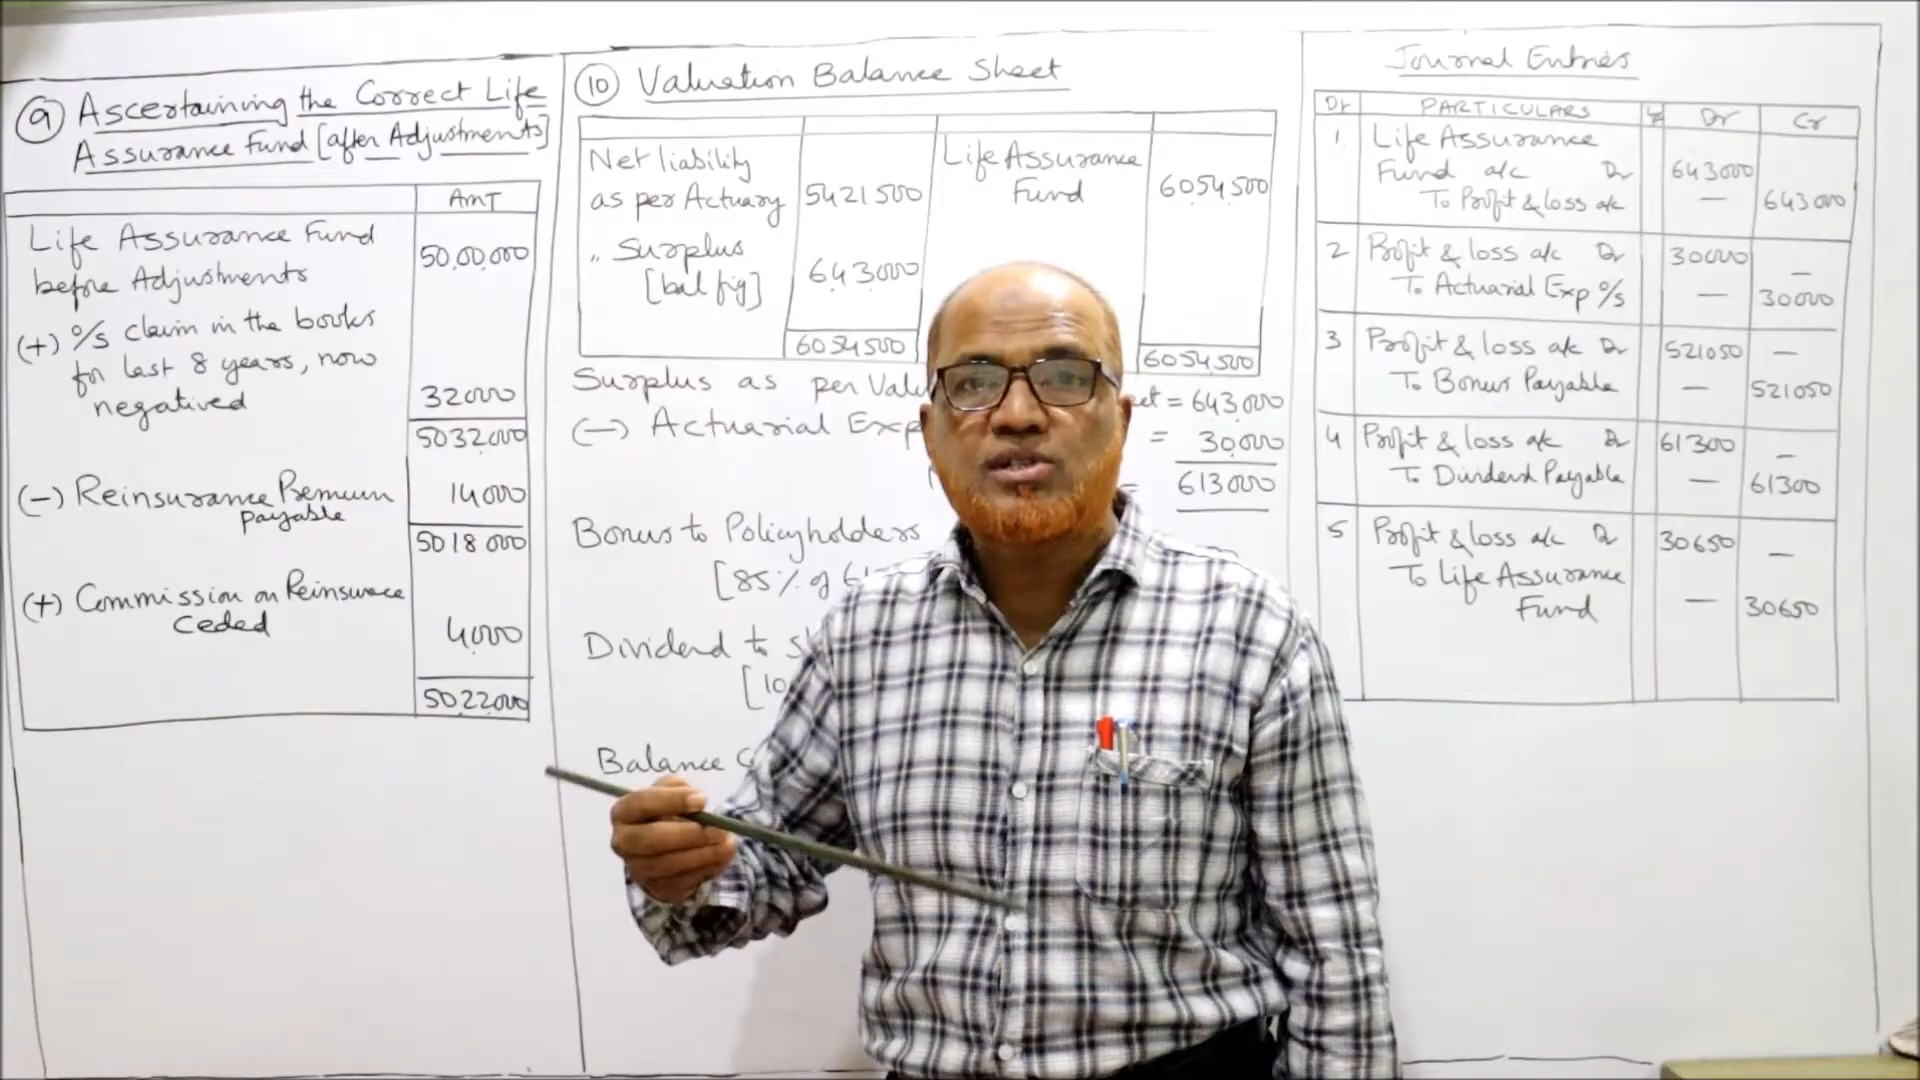 9 Ascertaining the Correct Life
Assurance Fund [after Adjustments]
AMT
Life Assurance Fund
before Adjustments 50,00,000
(+) o/s claim in the books
for last 8 years, now
negatived 32000
5032000
(-) Reinsurance Premium
payable 14000
5018000
(+) Commission on Reinsurance
ceded 4000
5022000
10 Valuation Balance Sheet
Net liability
as per Actuary 5421500
Life Assurance
Fund 6054500
,, Surplus
[bal fig] 643000
6054500 6054500
Surplus as per = 643000
(-) Actuarial Exp = 30,000
= 613000
Bonus to Policyholders
[85% of
Dividend to
Balance
Journal Entries
Dr PARTICULARS Dr Cr
1. Life Assurance
Fund a/c Dr 643000
To Profit & loss a/c — 643000
2 Profit & loss a/c Dr 30000 —
To Actuarial Exp o/s — 30000
3 Profit & loss a/c Dr 521050 —
To Bonus Payable — 521050
4 Profit & loss a/c Dr 61300 —
To Dividend Payable — 61300
5 Profit & loss a/c Dr 30650 —
To Life Assurance
Fund — 30650